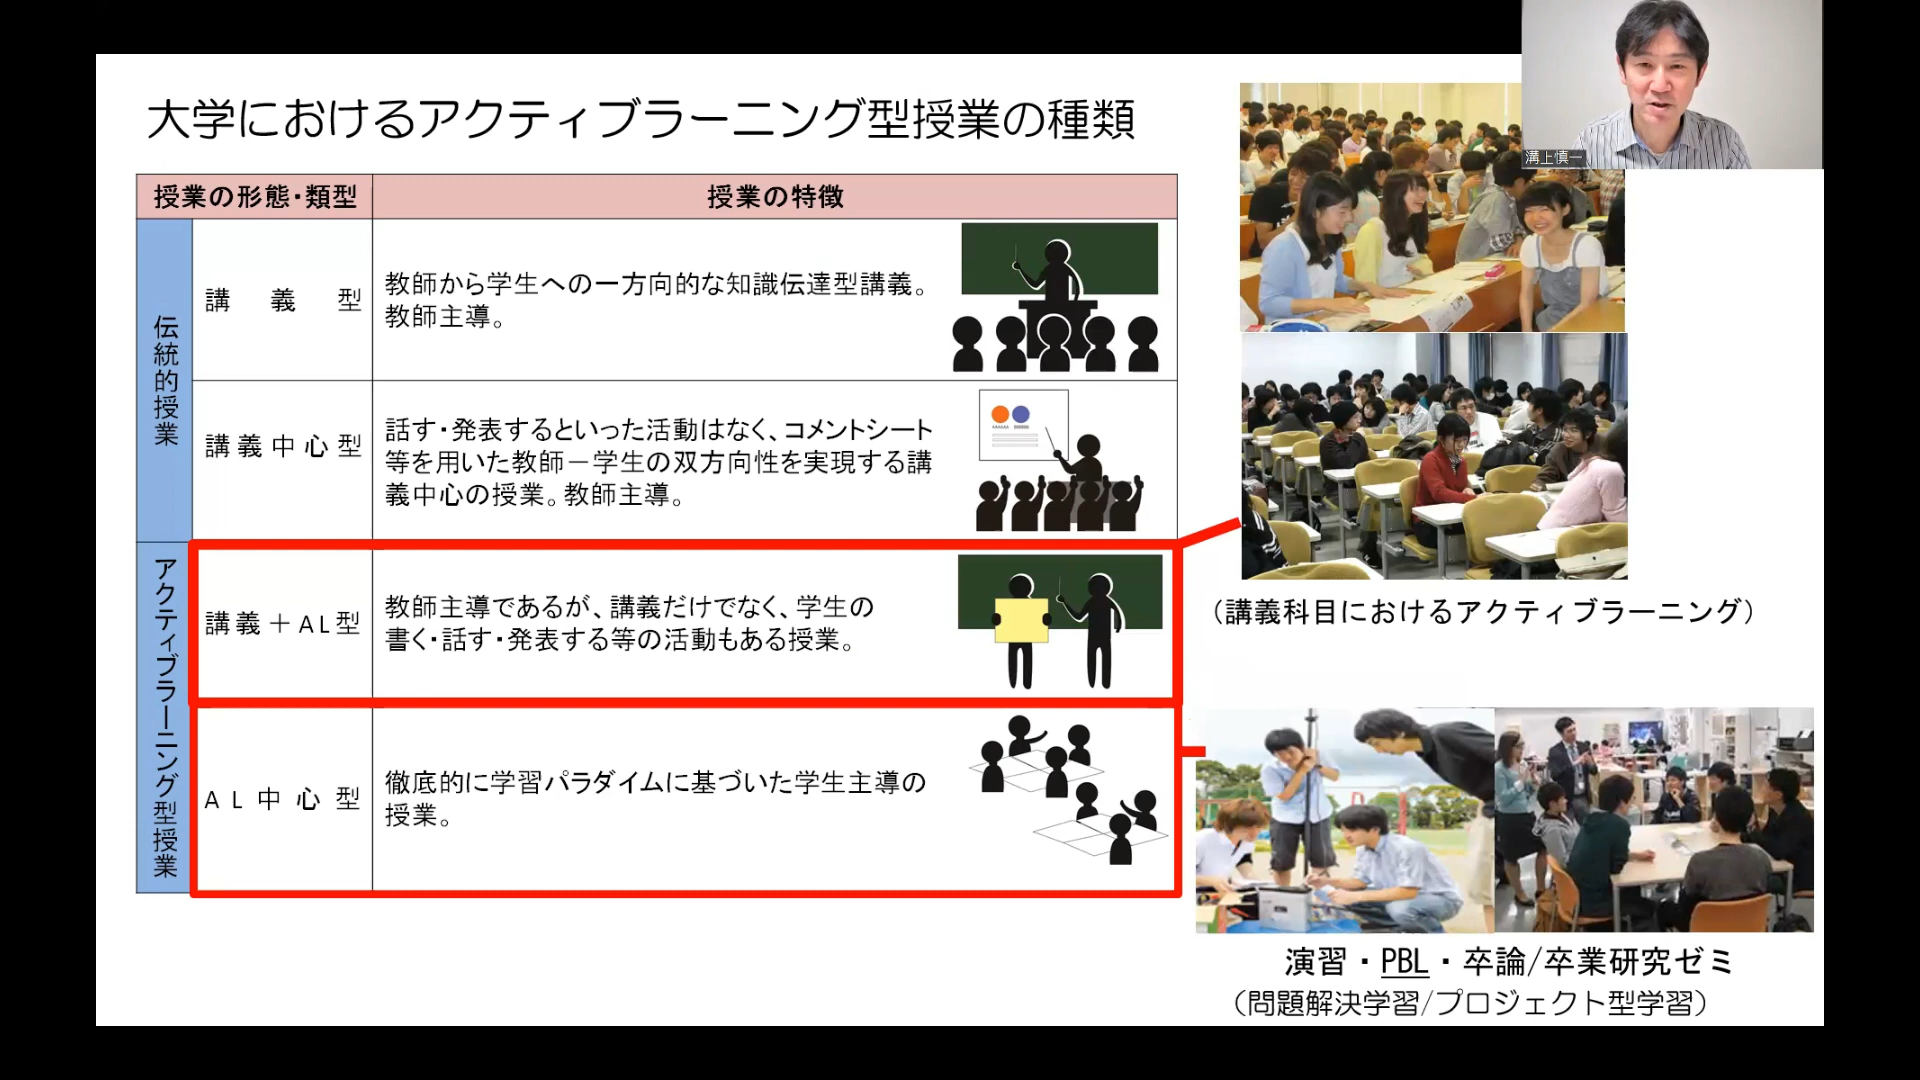 大学におけるアクティブラーニング型授業の種類
溝上慎一
授業の形態・類型
授業の特徴
伝統的授業
講義型
教師から学生への一方向的な知識伝達型講義。
教師主導。
講義中心型
話す・発表するといった活動はなく、コメントシート
等を用いた教師－学生の双方向性を実現する講
義中心の授業。教師主導。
アクティブラーニング型授業
講義＋AL型
教師主導であるが、講義だけでなく、学生の
書く・話す・発表する等の活動もある授業。
AL中心型
徹底的に学習パラダイムに基づいた学生主導の
授業。
（講義科目におけるアクティブラーニング）
演習・PBL・卒論/卒業研究ゼミ
（問題解決学習/プロジェクト型学習）